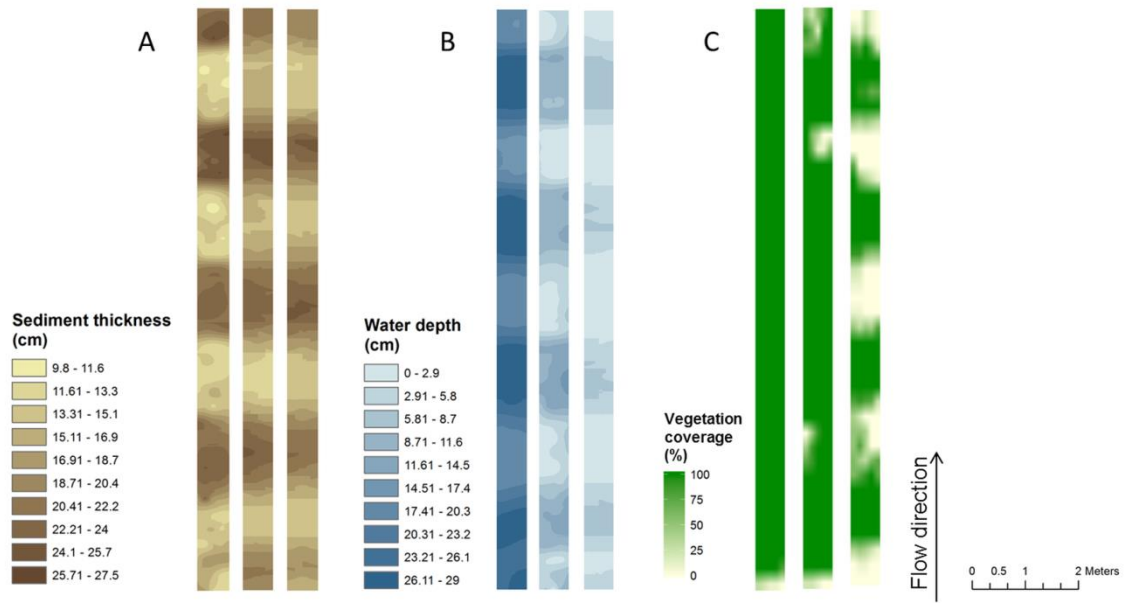 A
B
C
Sediment thickness
(cm)
9.8 - 11.6
11.61 - 13.3
13.31 - 15.1
15.11 - 16.9
16.91 - 18.7
18.71 - 20.4
20.41 - 22.2
22.21 - 24
24.1 - 25.7
25.71 - 27.5
Water depth
(cm)
0 - 2.9
2.91 - 5.8
5.81 - 8.7
8.71 - 11.6
11.61 - 14.5
14.51 - 17.4
17.41 - 20.3
20.31 - 23.2
23.21 - 26.1
26.11 - 29
Vegetation
coverage
(%)
100
75
50
25
0
Flow direction
0 0.5 1 2 Meters